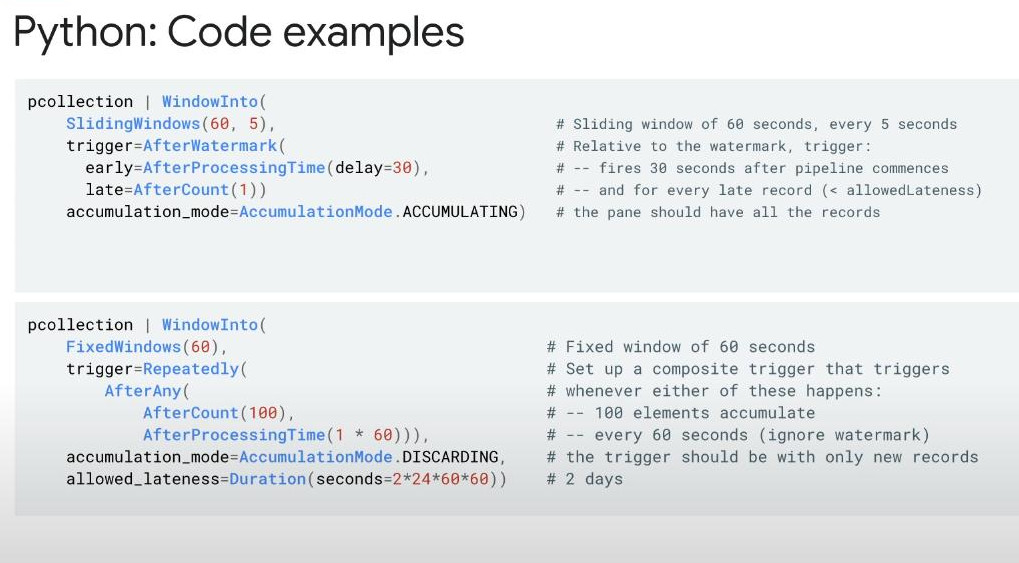 Python: Code examples
pcollection | WindowInto(
SlidingWindows(60, 5), # Sliding window of 60 seconds, every 5 seconds
trigger=AfterWatermark( # Relative to the watermark, trigger:
early=AfterProcessingTime(delay=30), # -- fires 30 seconds after pipeline commences
late=AfterCount(1)) # -- and for every late record (< allowedLateness)
accumulation_mode=AccumulationMode.ACCUMULATING) # the pane should have all the records
pcollection | WindowInto(
FixedWindows(60), # Fixed window of 60 seconds
trigger=Repeatedly( # Set up a composite trigger that triggers
AfterAny( # whenever either of these happens:
AfterCount(100), # -- 100 elements accumulate
AfterProcessingTime(1 * 60))), # -- every 60 seconds (ignore watermark)
accumulation_mode=AccumulationMode.DISCARDING, # the trigger should be with only new records
allowed_lateness=Duration(seconds=2*24*60*60)) # 2 days